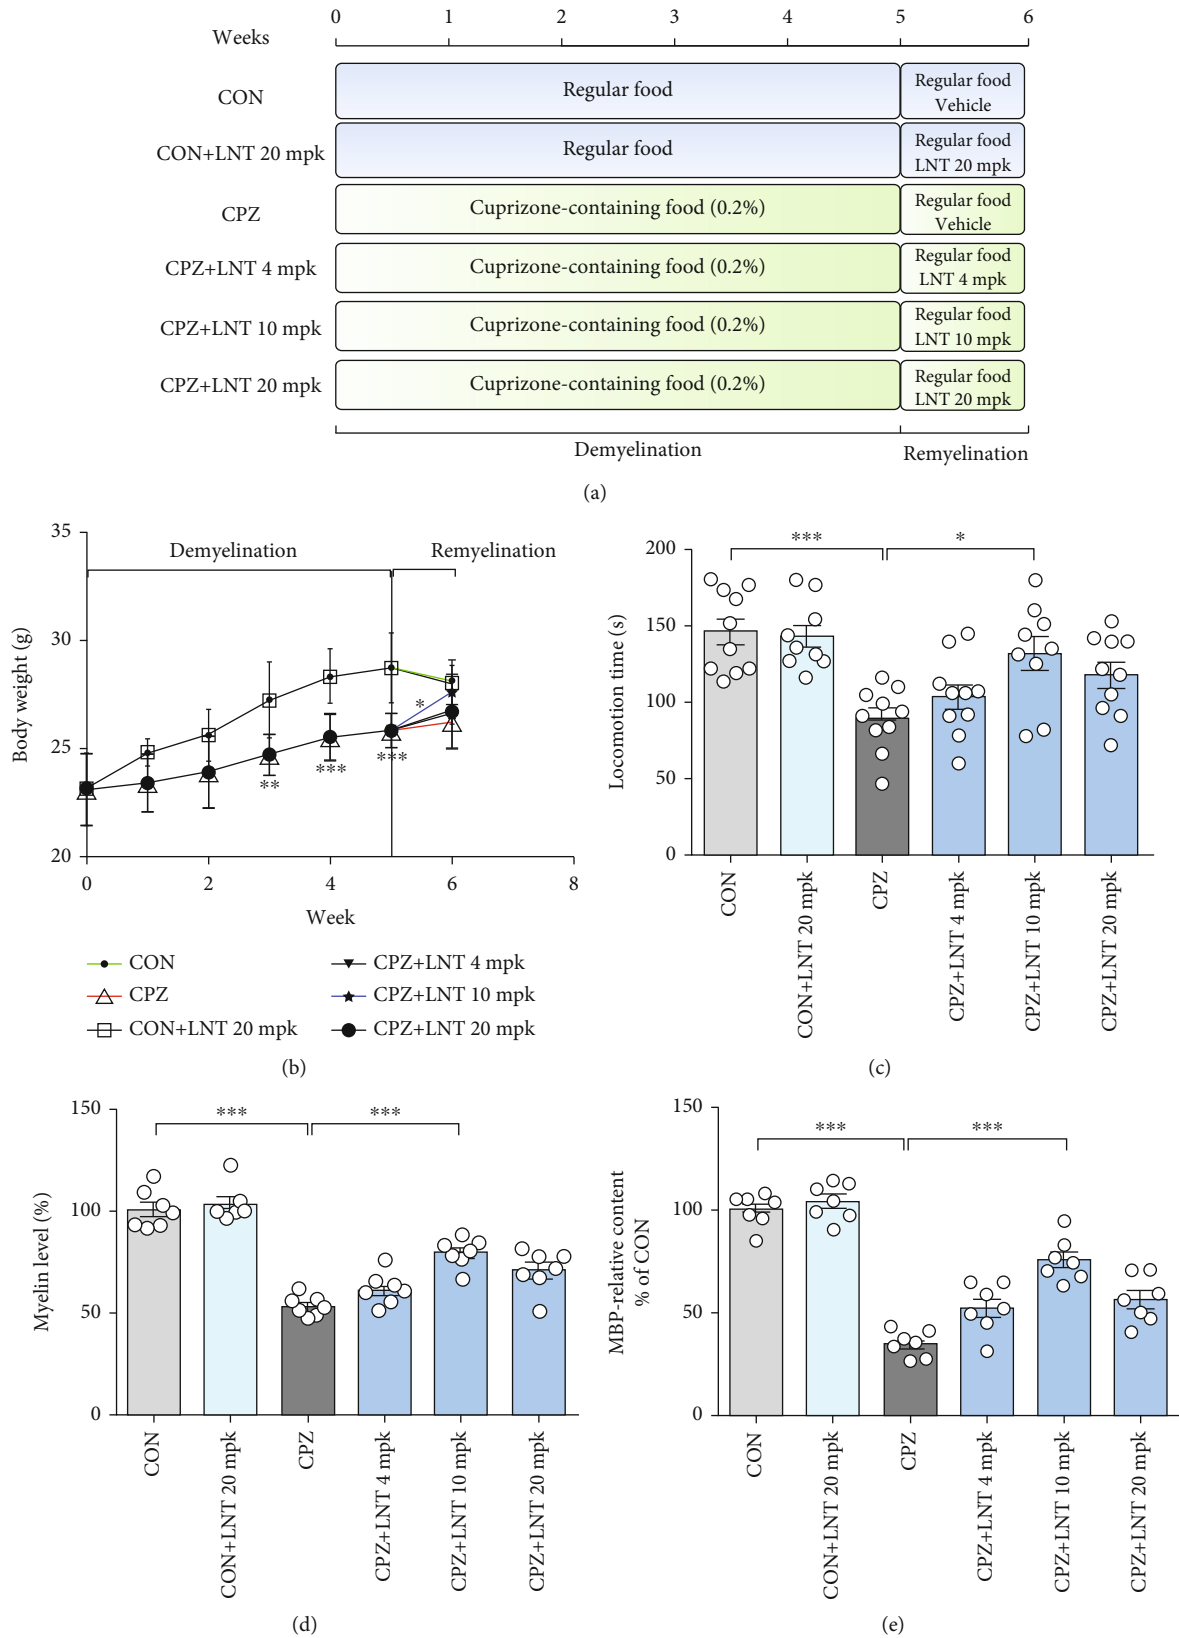 0 1 2 3 4 5 6
Weeks
CON
Regular food
Regular food
Vehicle
CON+LNT 20 mpk
Regular food
Regular food
LNT 20 mpk
CPZ
Cuprizone-containing food (0.2%)
Regular food
Vehicle
CPZ+LNT 4 mpk
Cuprizone-containing food (0.2%)
Regular food
LNT 4 mpk
CPZ+LNT 10 mpk
Cuprizone-containing food (0.2%)
Regular food
LNT 10 mpk
CPZ+LNT 20 mpk
Cuprizone-containing food (0.2%)
Regular food
LNT 20 mpk
Demyelination
Remyelination
(a)
35
30
25
20
Body weight (g)
Demyelination
Remyelination
*
**
***
***
0 2 4 6 8
Week
CON
CPZ
CON+LNT 20 mpk
CPZ+LNT 4 mpk
CPZ+LNT 10 mpk
CPZ+LNT 20 mpk
(b)
200
150
100
50
0
Locomotion time (s)
***
*
CON
CON+LNT 20 mpk
CPZ
CPZ+LNT 4 mpk
CPZ+LNT 10 mpk
CPZ+LNT 20 mpk
(c)
150
100
50
0
Myelin level (%)
***
***
CON
CON+LNT 20 mpk
CPZ
CPZ+LNT 4 mpk
CPZ+LNT 10 mpk
CPZ+LNT 20 mpk
(d)
150
100
50
0
MBP-relative content
% of CON
***
***
CON
CON+LNT 20 mpk
CPZ
CPZ+LNT 4 mpk
CPZ+LNT 10 mpk
CPZ+LNT 20 mpk
(e)